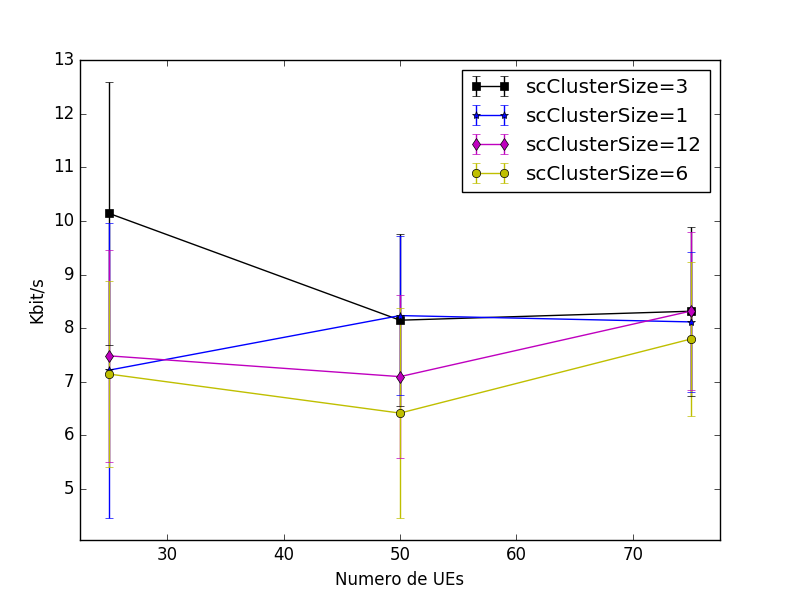 13
12
11
10
9
8
7
6
5
30 40 50 60 70
Kbit/s
Numero de UEs
scClusterSize=3
scClusterSize=1
scClusterSize=12
scClusterSize=6